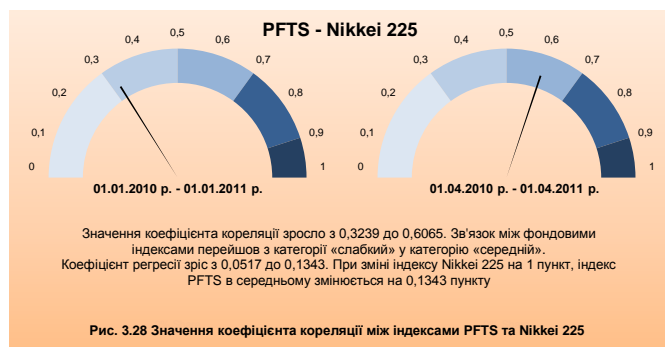 PFTS - Nikkei 225
0
0,1
0,2
0,3
0,4
0,5
0,6
0,7
0,8
0,9
1
01.01.2010 р. - 01.01.2011 р.
0
0,1
0,2
0,3
0,4
0,5
0,6
0,7
0,8
0,9
1
01.04.2010 р. - 01.04.2011 р.
Значення коефіцієнта кореляції зросло з 0,3239 до 0,6065. Зв'язок між фондовими
індексами перейшов з категорії «слабкий» у категорію «середній».
Коефіцієнт регресії зріс з 0,0517 до 0,1343. При зміні індексу Nikkei 225 на 1 пункт, індекс
PFTS в середньому змінюється на 0,1343 пункту
Рис. 3.28 Значення коефіцієнта кореляції між індексами PFTS та Nikkei 225